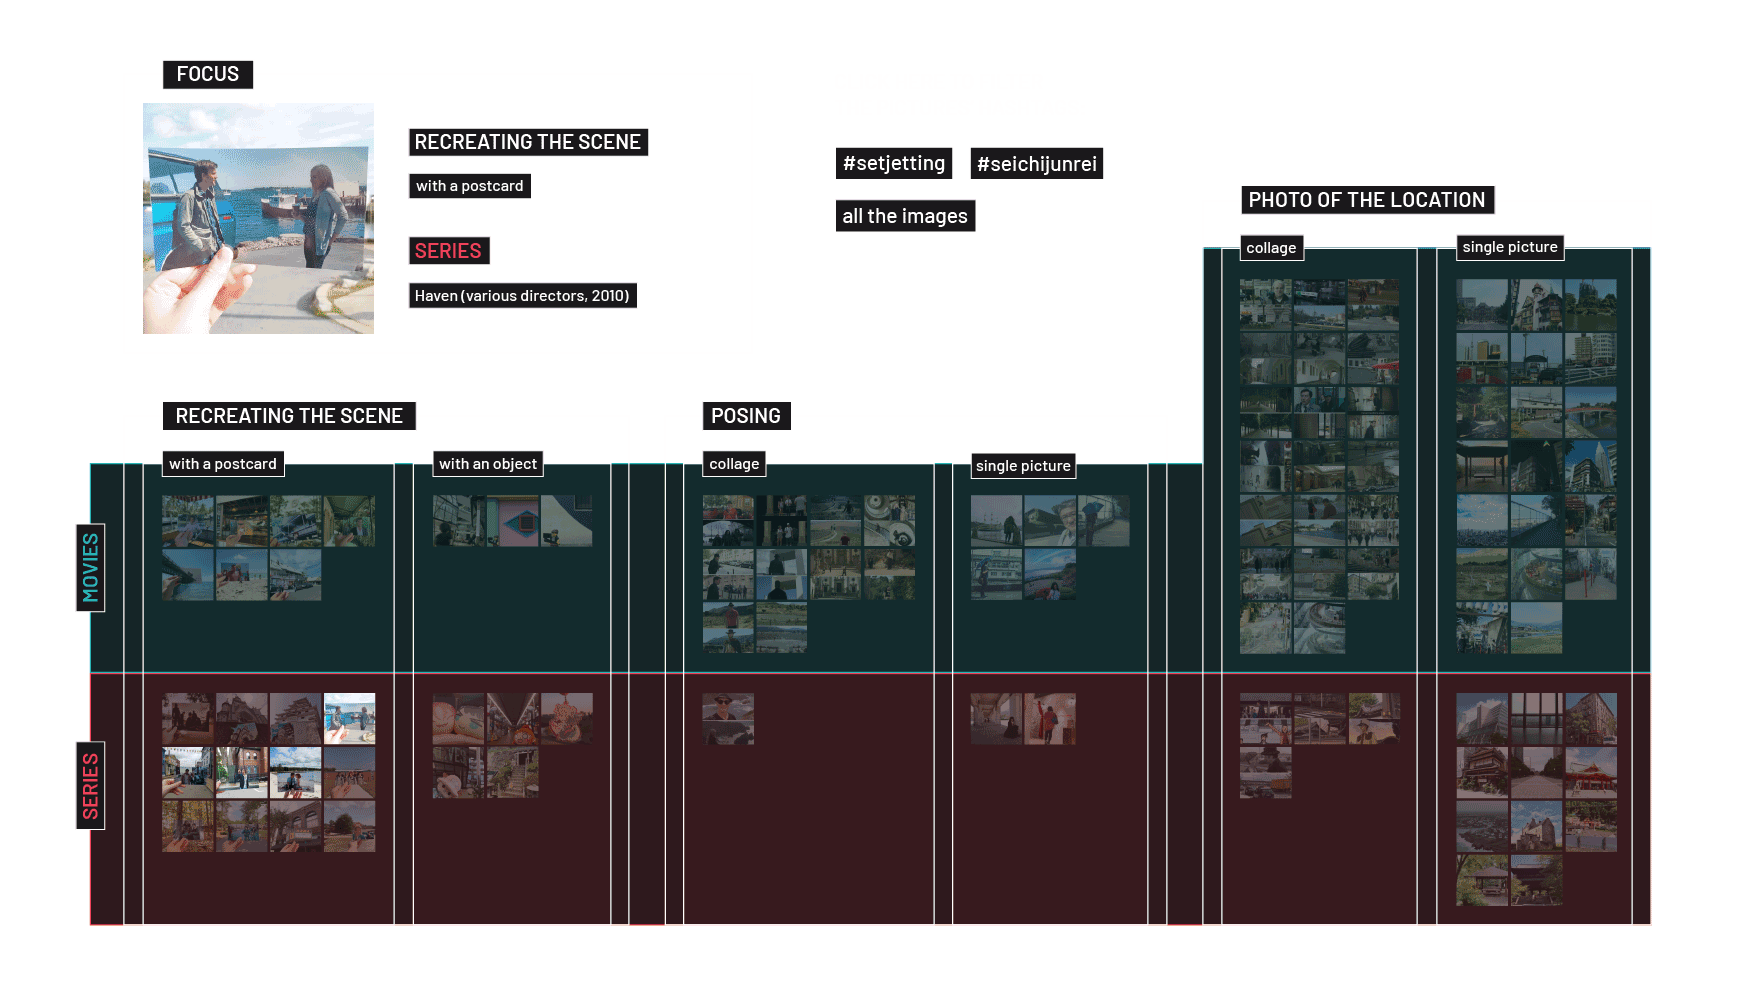 FOCUS
RECREATING THE SCENE
with a postcard
SERIES
Haven (various directors, 2010)
#setjetting
#seichijunrei
all the images
PHOTO OF THE LOCATION
collage
single picture
RECREATING THE SCENE
with a postcard
with an object
POSING
collage
single picture
MOVIES
SERIES